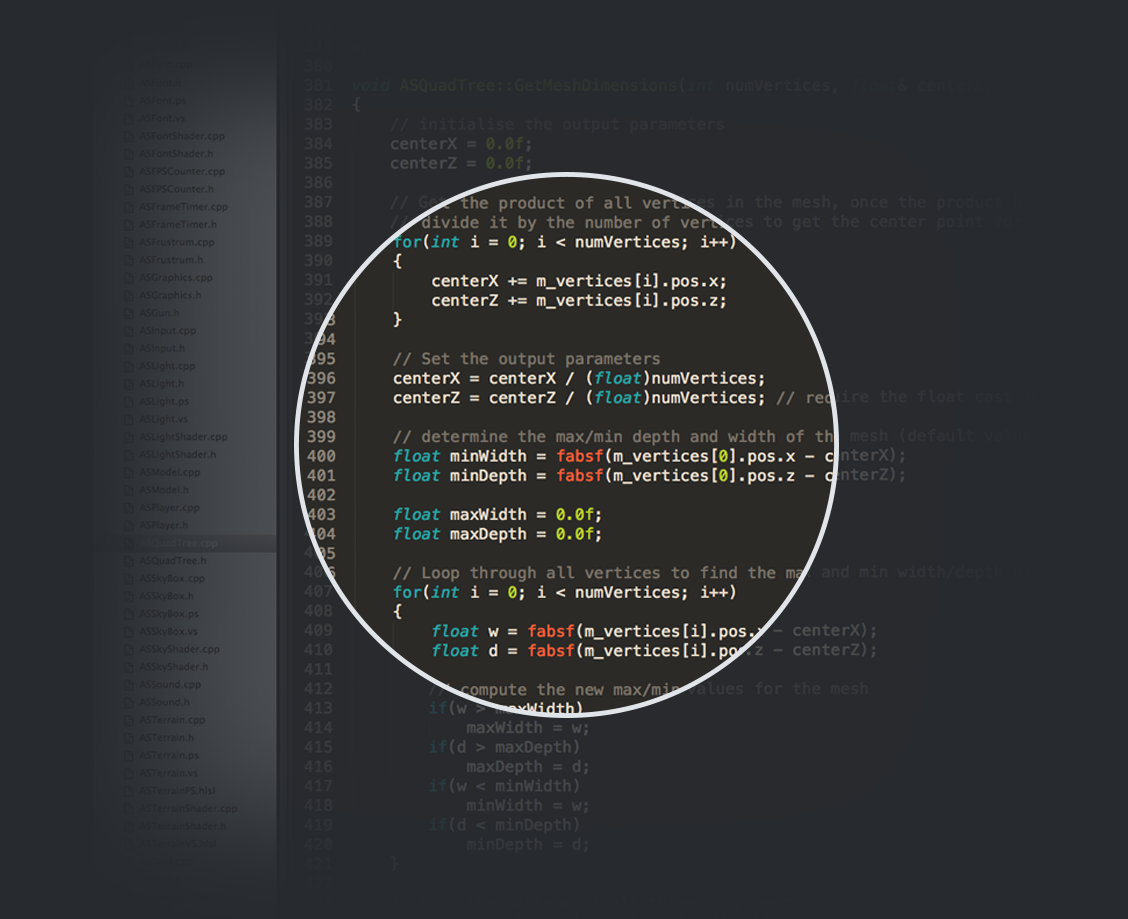 ASFont.ps
ASFont.vs
ASFontShader.cpp
ASFontShader.h
ASFPSCounter.cpp
ASFPSCounter.h
ASFrameTimer.cpp
ASFrameTimer.h
ASFrustrum.cpp
ASFrustrum.h
ASGraphics.cpp
ASGraphics.h
ASGun.h
ASInput.cpp
ASInput.h
ASLight.cpp
ASLight.h
ASLight.ps
ASLight.vs
ASLightShader.cpp
ASLightShader.h
ASModel.cpp
ASModel.h
ASPlayer.cpp
ASPlayer.h
ASQuadTree.cpp
ASQuadTree.h
ASSkyBox.cpp
ASSkyBox.h
ASSkyBox.ps
ASSkyBox.vs
ASSkyShader.cpp
ASSkyShader.h
ASSound.cpp
ASSound.h
ASTerrain.cpp
ASTerrain.h
ASTerrain.ps
ASTerrain.vs
ASTerrainPS.hlsl
ASTerrainShader.cpp
ASTerrainShader.h
ASTerrainVS.hlsl
380
381 void ASQuadTree::GetMeshDimensions(int numVertices,
382 {
383 // initialise the output parameters
384 centerX = 0.0f;
385 centerZ = 0.0f;
386
387 // Get the product of all vertices in the mesh, once the product
388 // divide it by the number of vertices to get the center point
389 for(int i = 0; i < numVertices; i++)
390 {
391 centerX += m_vertices[i].pos.x;
392 centerZ += m_vertices[i].pos.z;
393 }
394
395 // Set the output parameters
396 centerX = centerX / (float)numVertices;
397 centerZ = centerZ / (float)numVertices; // require the float
398
399 // determine the max/min depth and width of the mesh (default
400 float minWidth = fabsf(m_vertices[0].pos.x - centerX);
401 float minDepth = fabsf(m_vertices[0].pos.z - centerZ);
402
403 float maxWidth = 0.0f;
404 float maxDepth = 0.0f;
405
406 // Loop through all vertices to find the max and min width/depth
407 for(int i = 0; i < numVertices; i++)
408 {
409 float w = fabsf(m_vertices[i].pos.x - centerX);
410 float d = fabsf(m_vertices[i].pos.z - centerZ);
411
412 // compute the new max/min values for the mesh
413 if(w > maxWidth)
414 maxWidth = w;
415 if(d > maxDepth)
416 maxDepth = d;
417 if(w < minWidth)
418 minWidth = w;
419 if(d < minDepth)
420 minDepth = d;
421 }